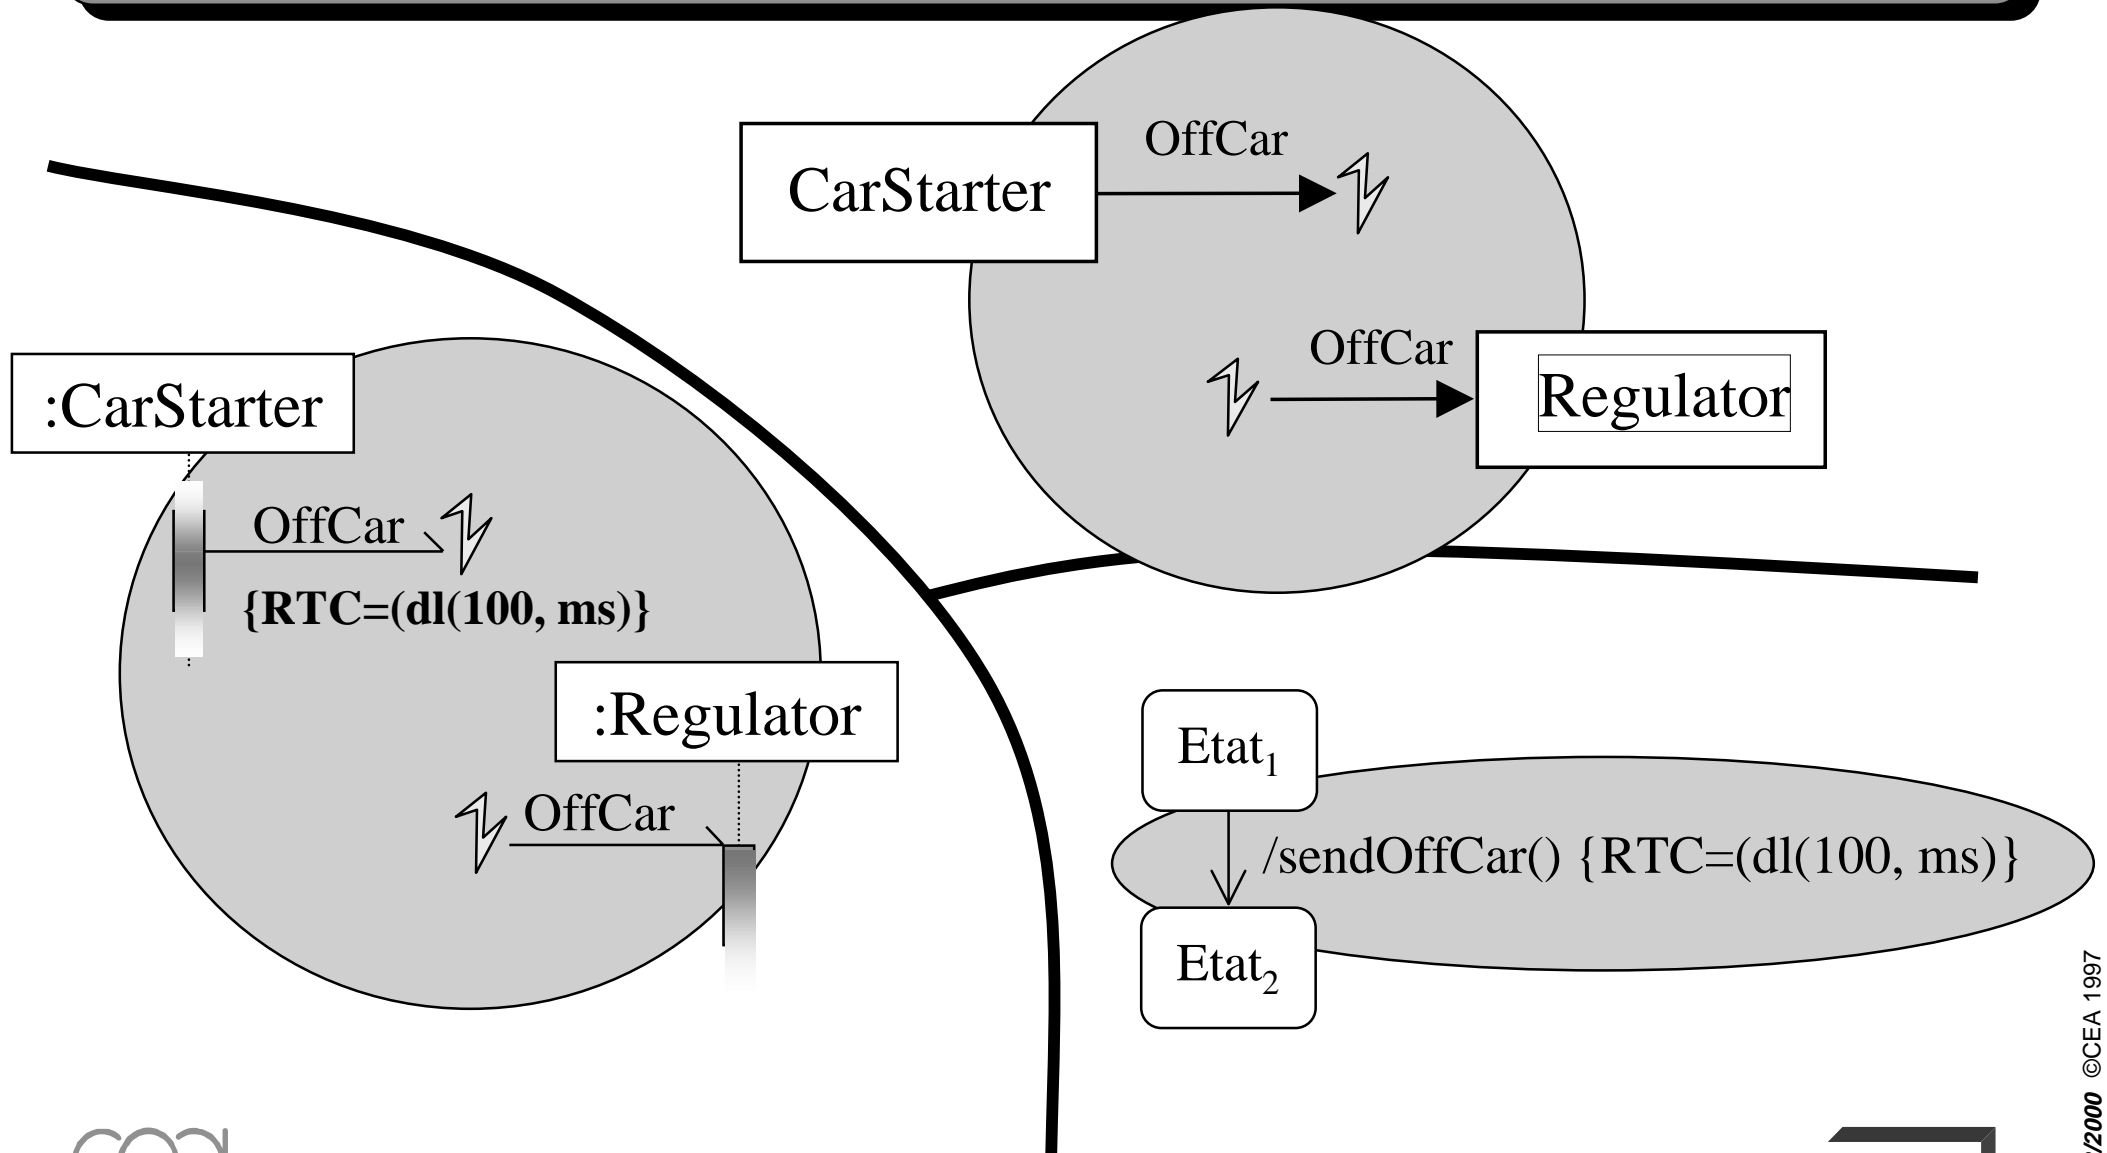 OffCar
CarStarter
OffCar
Regulator
:CarStarter
OffCar
{RTC=(dl(100, ms)}
:Regulator
OffCar
Etat1
/sendOffCar() {RTC=(dl(100, ms)}
Etat2
/2000 ©CEA 1997